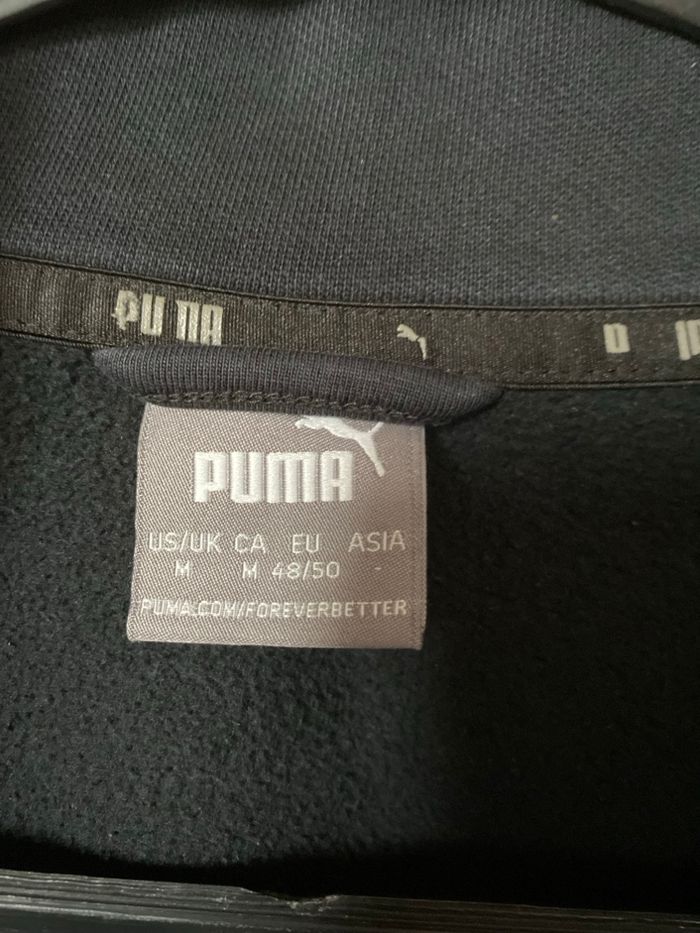 PUMA
PUMA
US/UK CA EU ASIA
M M 48/50 -
PUMA.COM/FOREVERBETTER